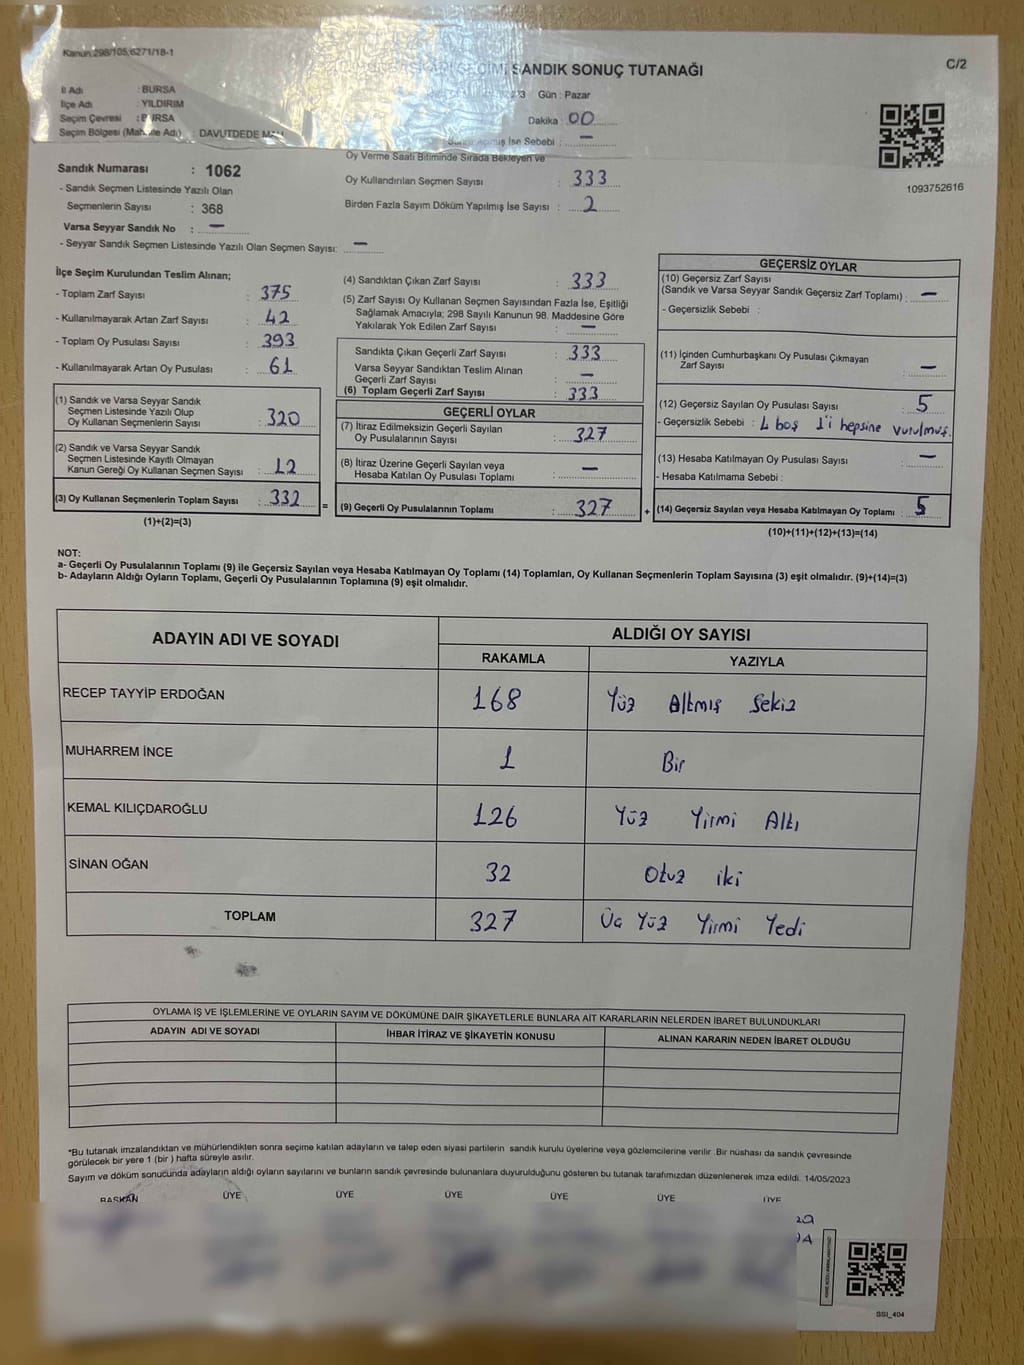 Kanun:298/105,6271/18-1
SANDIK SONUÇ TUTANAĞI
C/2
İl Adı : BURSA
İlçe Adı : YILDIRIM
Seçim Çevresi : BURSA
Seçim Bölgesi (Mahalle Adı) : DAVUTDEDE
Gün : Pazar
Dakika : 00
İse Sebebi : —
1093752616
Sandık Numarası : 1062
- Sandık Seçmen Listesinde Yazılı Olan
Seçmenlerin Sayısı : 368
Varsa Seyyar Sandık No : —
- Seyyar Sandık Seçmen Listesinde Yazılı Olan Seçmen Sayısı: —
Oy Verme Saati Bitiminde Sırada Bekleyen ve
Oy Kullandırılan Seçmen Sayısı : 333
Birden Fazla Sayım Döküm Yapılmış İse Sayısı : 2
İlçe Seçim Kurulundan Teslim Alınan;
- Toplam Zarf Sayısı : 375
- Kullanılmayarak Artan Zarf Sayısı : 42
- Toplam Oy Pusulası Sayısı : 393
- Kullanılmayarak Artan Oy Pusulası : 61
(1) Sandık ve Varsa Seyyar Sandık
Seçmen Listesinde Yazılı Olup
Oy Kullanan Seçmenlerin Sayısı : 320
(2) Sandık ve Varsa Seyyar Sandık
Seçmen Listesinde Kayıtlı Olmayan
Kanun Gereği Oy Kullanan Seçmen Sayısı : 12
(3) Oy Kullanan Seçmenlerin Toplam Sayısı : 332
(1)+(2)=(3)
=
(4) Sandıktan Çıkan Zarf Sayısı : 333
(5) Zarf Sayısı Oy Kullanan Seçmen Sayısından Fazla İse, Eşitliği
Sağlamak Amacıyla; 298 Sayılı Kanunun 98. Maddesine Göre
Yakılarak Yok Edilen Zarf Sayısı : —
Sandıkta Çıkan Geçerli Zarf Sayısı : 333
Varsa Seyyar Sandıktan Teslim Alınan
Geçerli Zarf Sayısı : —
(6) Toplam Geçerli Zarf Sayısı : 333
GEÇERLİ OYLAR
(7) İtiraz Edilmeksizin Geçerli Sayılan
Oy Pusulalarının Sayısı : 327
(8) İtiraz Üzerine Geçerli Sayılan veya
Hesaba Katılan Oy Pusulası Toplamı : —
(9) Geçerli Oy Pusulalarının Toplamı : 327
+
GEÇERSİZ OYLAR
(10) Geçersiz Zarf Sayısı
(Sandık ve Varsa Seyyar Sandık Geçersiz Zarf Toplamı) : —
- Geçersizlik Sebebi :
(11) İçinden Cumhurbaşkanı Oy Pusulası Çıkmayan
Zarf Sayısı : —
(12) Geçersiz Sayılan Oy Pusulası Sayısı : 5
- Geçersizlik Sebebi : 4 boş 1'i hepsine vurulmuş.
(13) Hesaba Katılmayan Oy Pusulası Sayısı : —
- Hesaba Katılmama Sebebi :
(14) Geçersiz Sayılan veya Hesaba Katılmayan Oy Toplamı : 5
(10)+(11)+(12)+(13)=(14)
NOT:
a- Geçerli Oy Pusulalarının Toplamı (9) ile Geçersiz Sayılan veya Hesaba Katılmayan Oy Toplamı (14) Toplamları, Oy Kullanan Seçmenlerin Toplam Sayısına (3) eşit olmalıdır. (9)+(14)=(3)
b- Adayların Aldığı Oyların Toplamı, Geçerli Oy Pusulalarının Toplamına (9) eşit olmalıdır.
ADAYIN ADI VE SOYADI
ALDIĞI OY SAYISI
RAKAMLA YAZIYLA
RECEP TAYYİP ERDOĞAN 168 Yüz Altmış Sekiz
MUHARREM İNCE 1 Bir
KEMAL KILIÇDAROĞLU 126 Yüz Yirmi Altı
SİNAN OĞAN 32 Otuz iki
TOPLAM 327 Üç Yüz Yirmi Yedi
OYLAMA İŞ VE İŞLEMLERİNE VE OYLARIN SAYIM VE DÖKÜMÜNE DAİR ŞİKAYETLERLE BUNLARA AİT KARARLARIN NELERDEN İBARET BULUNDUKLARI
ADAYIN ADI VE SOYADI İHBAR İTİRAZ VE ŞİKAYETİN KONUSU ALINAN KARARIN NEDEN İBARET OLDUĞU
*Bu tutanak imzalandıktan ve mühürlendikten sonra seçime katılan adayların ve talep eden siyasi partilerin sandık kurulu üyelerine veya gözlemcilerine verilir. Bir nüshası da sandık çevresinde
görülecek bir yere 1 (bir ) hafta süreyle asılır.
Sayım ve döküm sonucunda adayların aldığı oyların sayılarını ve bunların sandık çevresinde bulunanlara duyurulduğunu gösteren bu tutanak tarafımızdan düzenlenerek imza edildi. 14/05/2023
BAŞKAN ÜYE ÜYE ÜYE ÜYE ÜYE ÜYE
SSI_404